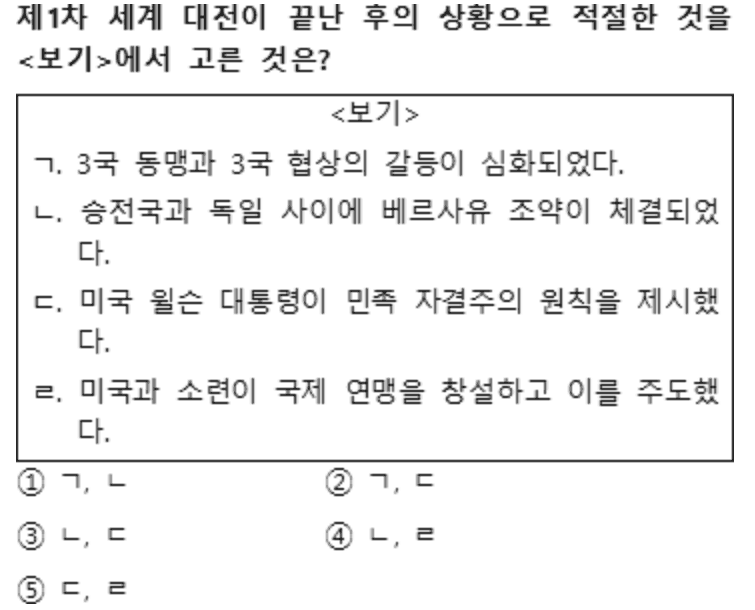 제1차 세계 대전이 끝난 후의 상황으로 적절한 것을
<보기>에서 고른 것은?
<보기>
ㄱ. 3국 동맹과 3국 협상의 갈등이 심화되었다.
ㄴ. 승전국과 독일 사이에 베르사유 조약이 체결되었
다.
ㄷ. 미국 윌슨 대통령이 민족 자결주의 원칙을 제시했
다.
ㄹ. 미국과 소련이 국제 연맹을 창설하고 이를 주도했
다.
① ㄱ, ㄴ ② ㄱ, ㄷ
③ ㄴ, ㄷ ④ ㄴ, ㄹ
⑤ ㄷ, ㄹ